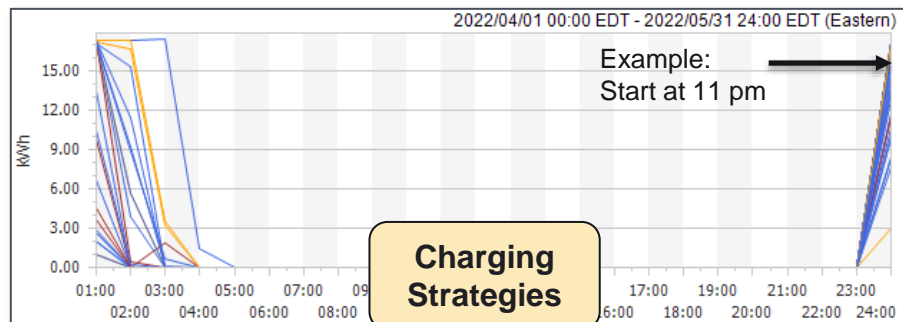 2022/04/01 00:00 EDT - 2022/05/31 24:00 EDT (Eastern)
Example:
Start at 11 pm
15.00
12.00
9.00
6.00
3.00
0.00
kWh
Charging
Strategies
01:00 03:00 05:00 07:00 17:00 19:00 21:00 23:00
02:00 04:00 06:00 08:00 18:00 20:00 22:00 24:00